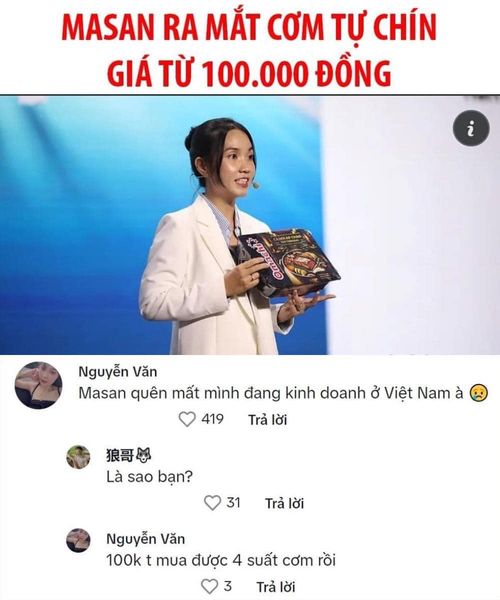 MASAN RA MẮT CƠM TỰ CHÍN
GIÁ TỪ 100.000 ĐỒNG
i
Omachi
Nguyễn Văn
Masan quên mất mình đang kinh doanh ở Việt Nam à 😢
419 Trả lời
狼哥🐺
Là sao bạn?
31 Trả lời
Nguyễn Văn
100k t mua được 4 suất cơm rồi
3 Trả lời